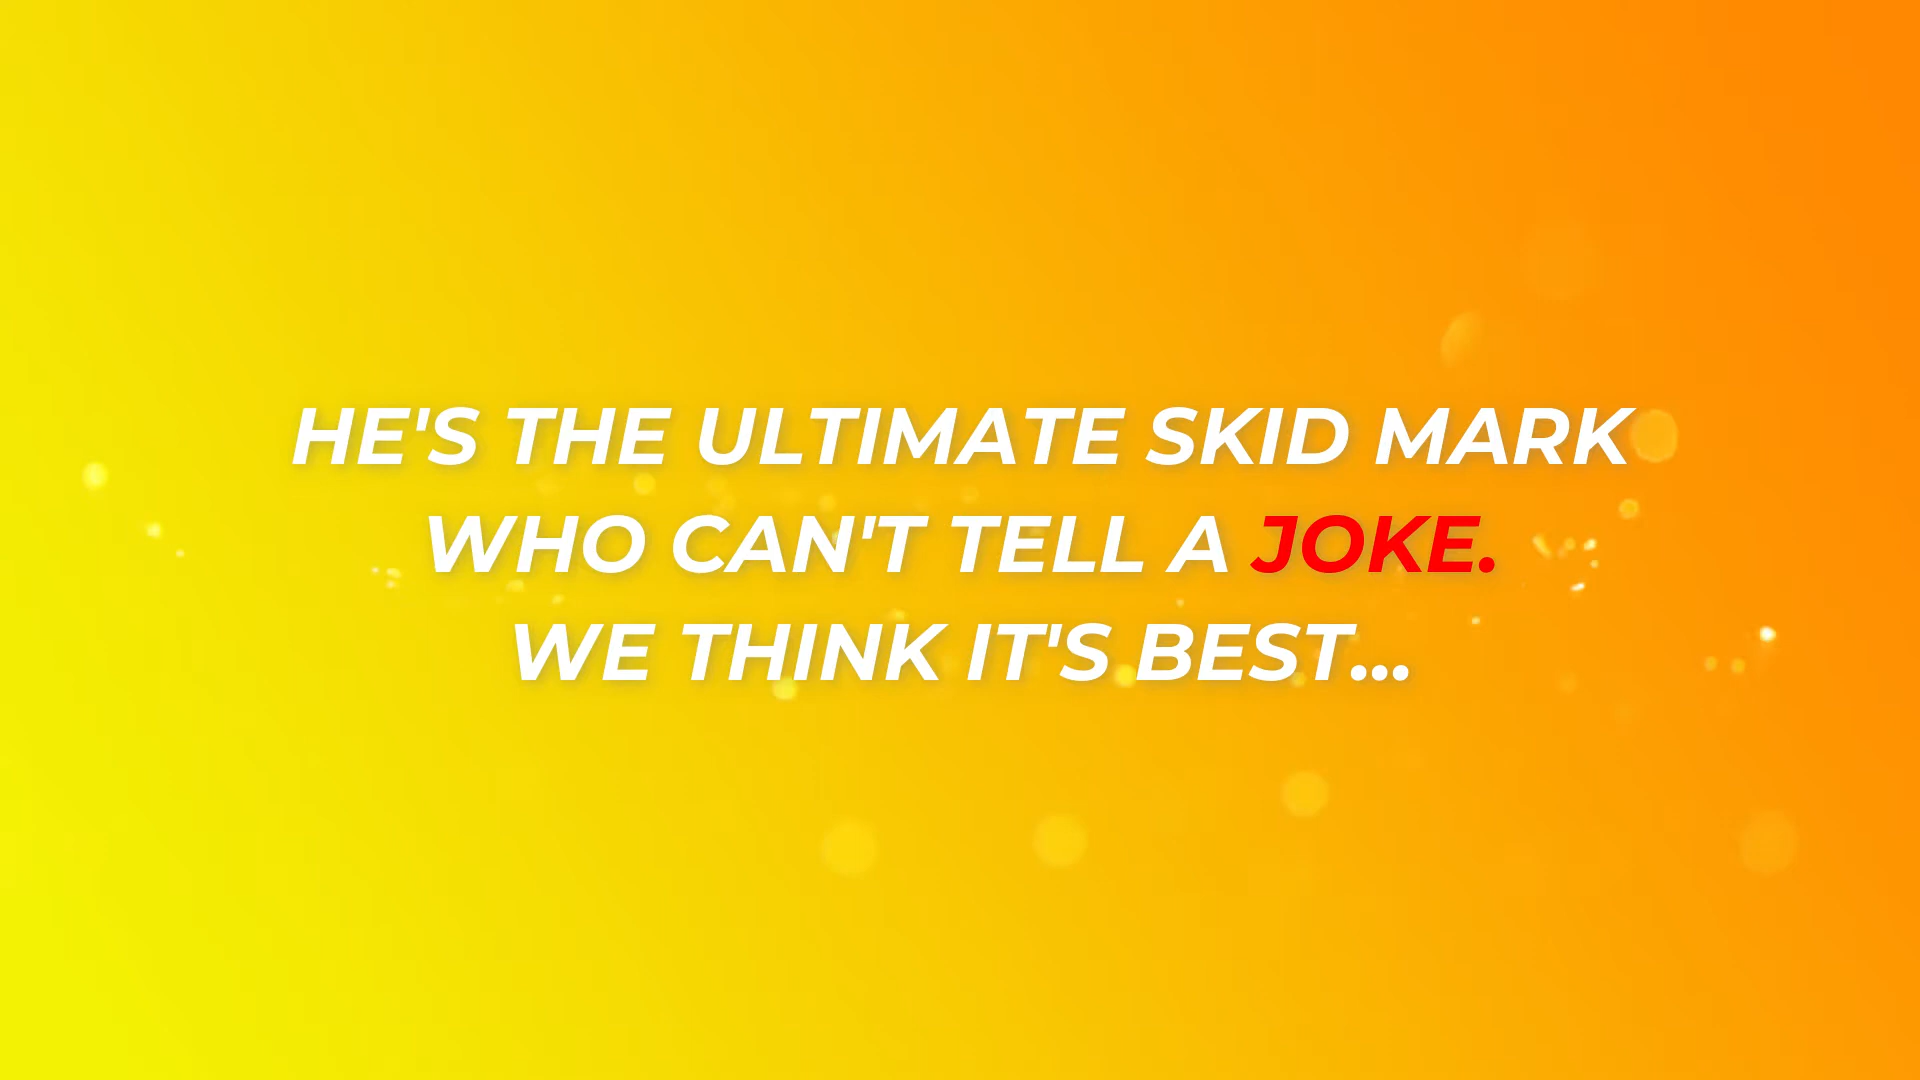 HE'S THE ULTIMATE SKID MARK
WHO CAN'T TELL A JOKE.
WE THINK IT'S BEST...